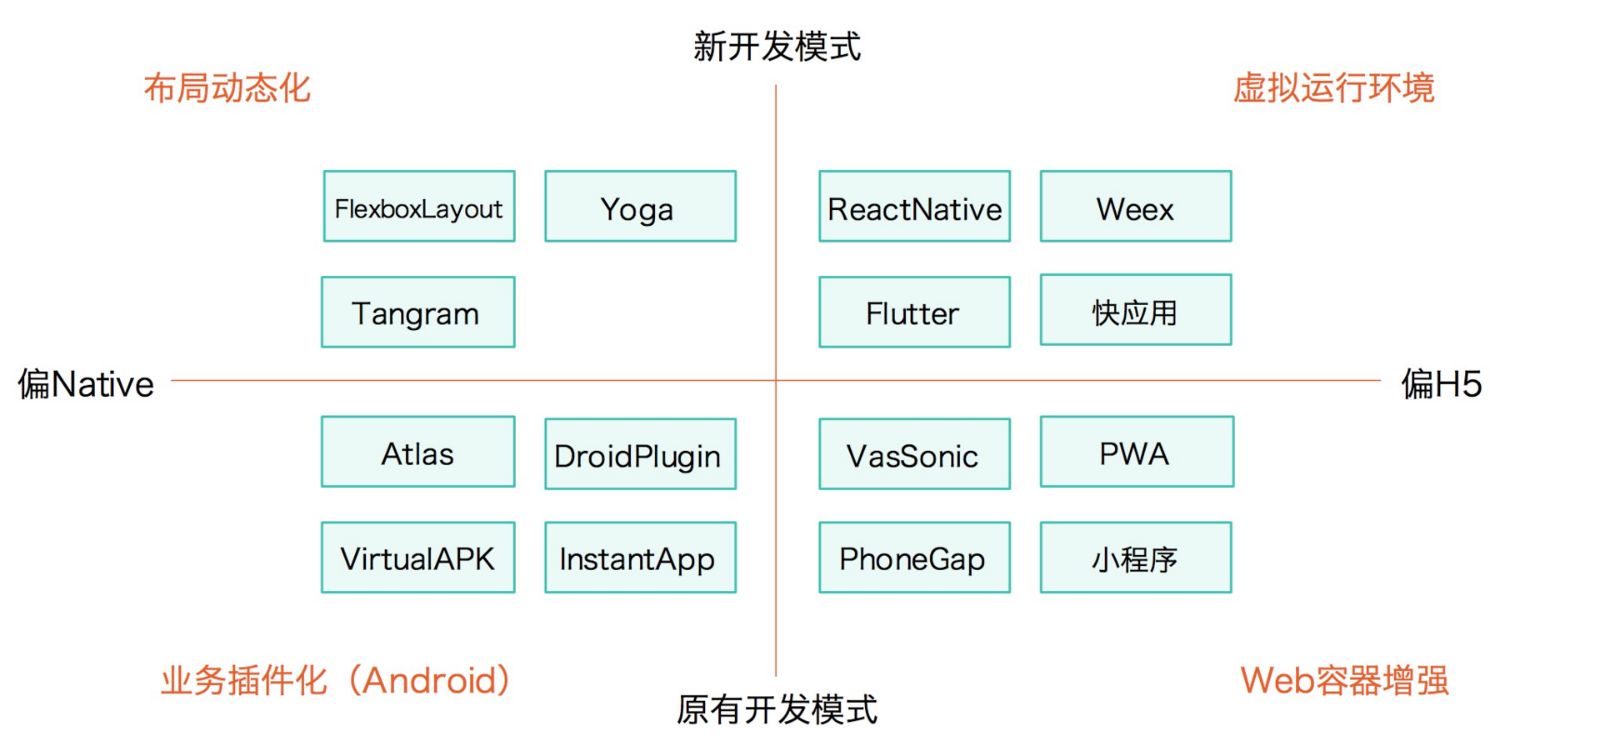 新开发模式
布局动态化
虚拟运行环境
FlexboxLayout
Yoga
ReactNative
Weex
Tangram
Flutter
快应用
偏Native
偏H5
Atlas
DroidPlugin
VasSonic
PWA
VirtualAPK
InstantApp
PhoneGap
小程序
业务插件化（Android）
Web容器增强
原有开发模式